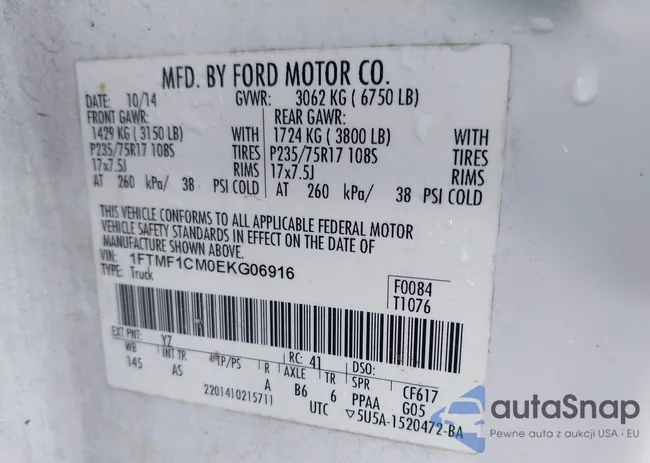 MFD. BY FORD MOTOR CO.
DATE: 10/14 GVWR: 3062 KG ( 6750 LB)
FRONT GAWR: REAR GAWR:
1429 KG ( 3150 LB) WITH 1724 KG ( 3800 LB) WITH
P235/75R17 108S TIRES P235/75R17 108S TIRES
17x7.5J RIMS 17x7.5J RIMS
AT 260 kPa/ 38 PSI COLD AT 260 kPa/ 38 PSI COLD
THIS VEHICLE CONFORMS TO ALL APPLICABLE FEDERAL MOTOR
VEHICLE SAFETY STANDARDS IN EFFECT ON THE DATE OF
MANUFACTURE SHOWN ABOVE.
VIN: 1FTMF1CM0EKG06916
TYPE: Truck
F0084
T1076
EXT PNT: YZ RC: 41 DSO:
WB INT TR TP/PS R AXLE TR SPR CF617
145 AS A B6 6 PPAA G05
2201410215711 UTC ▽5U5A-1520472-BA
autoSnap
Pewne auta z aukcji USA i EU